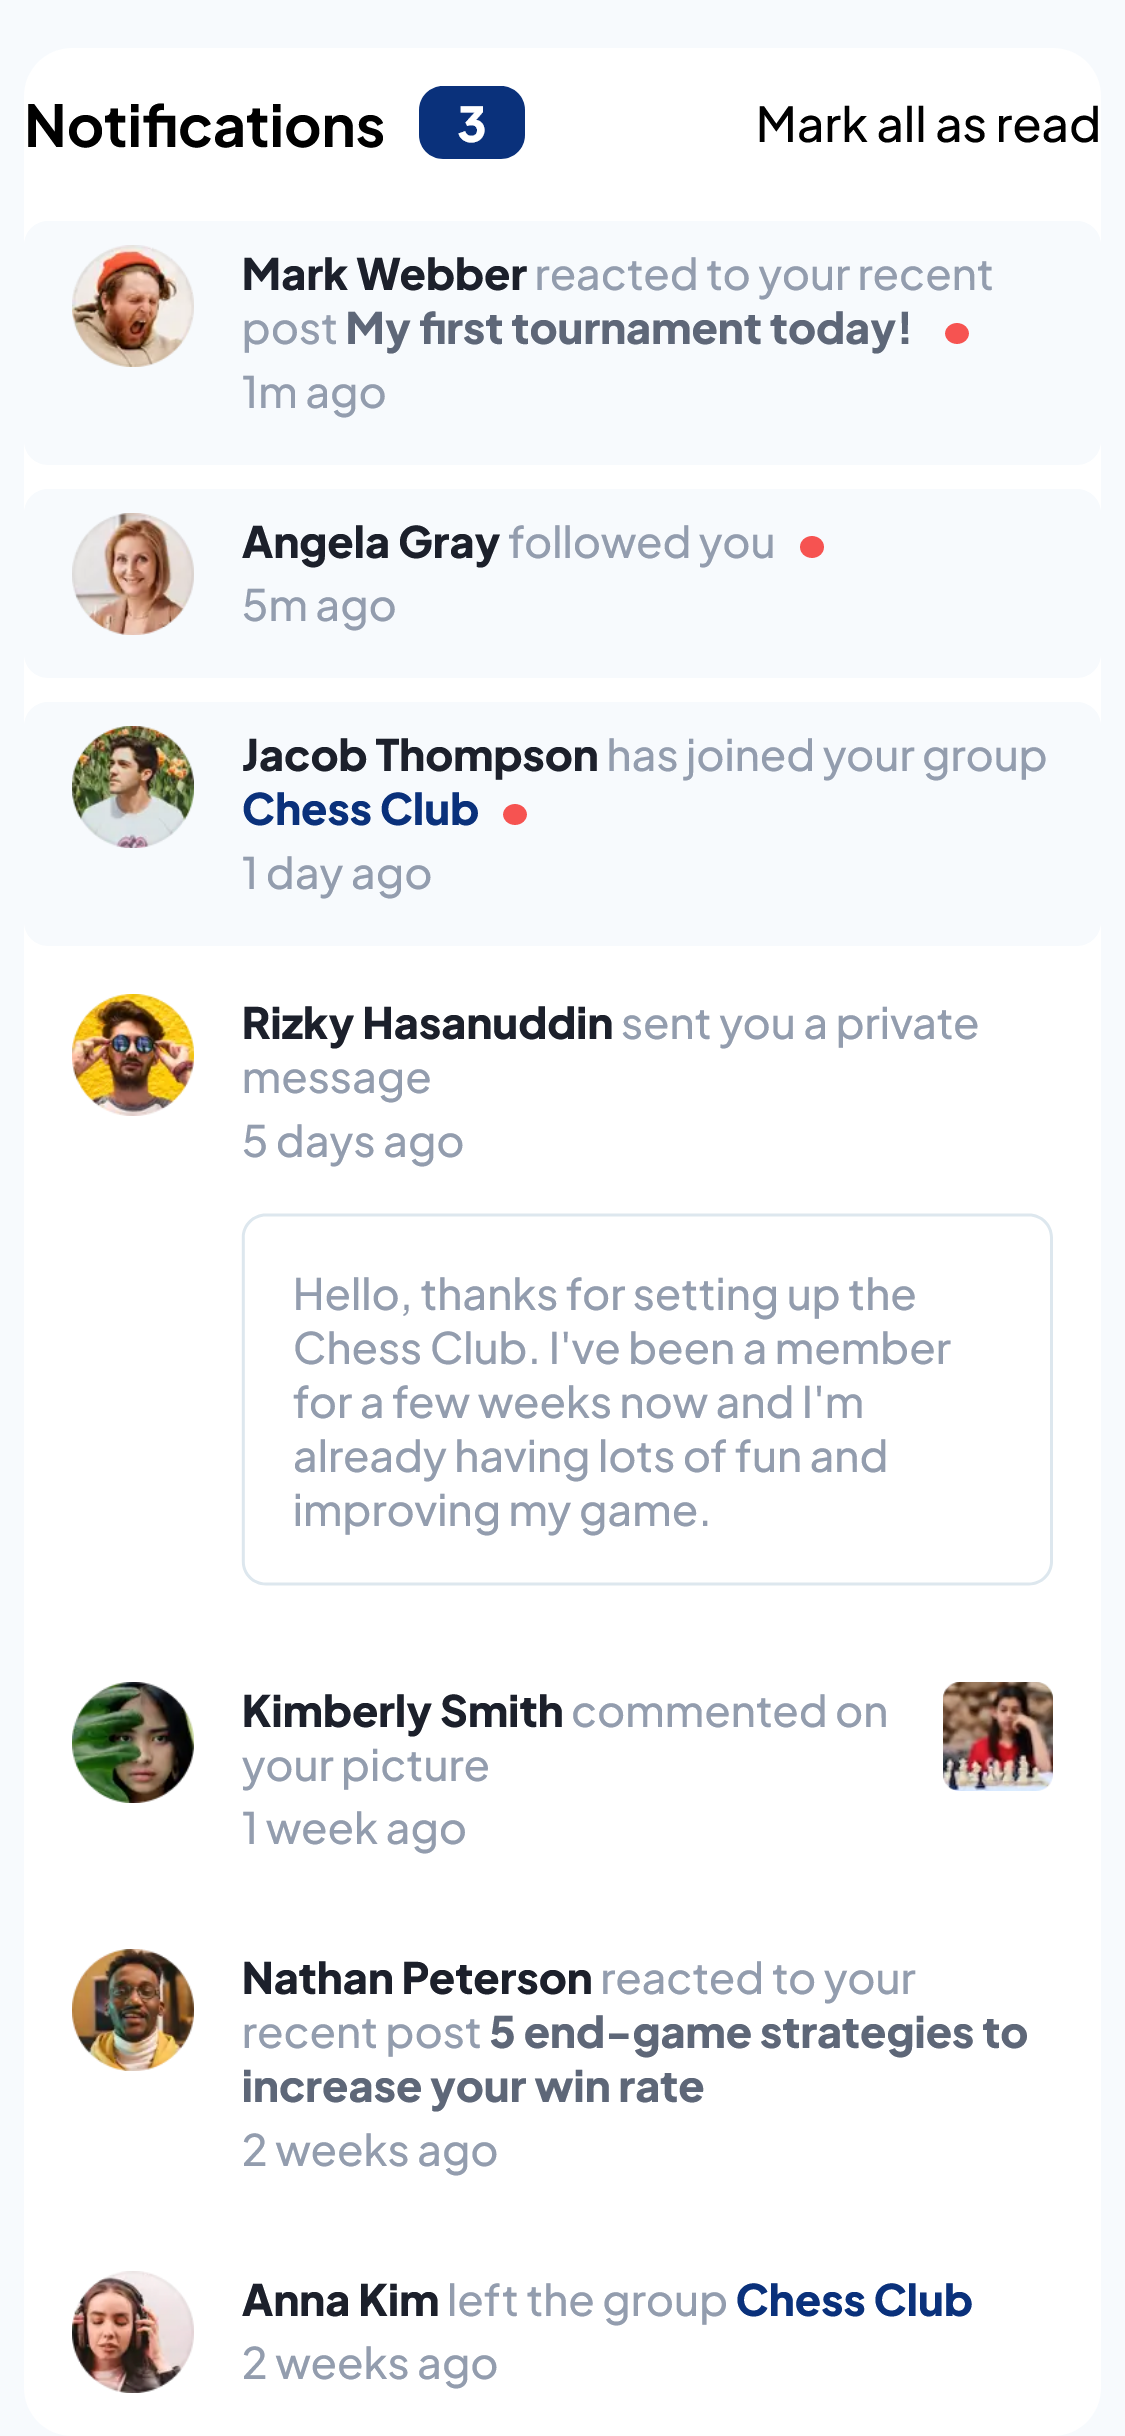 Notifications 3 Mark all as read
Mark Webber reacted to your recent
post My first tournament today!
1m ago
Angela Gray followed you
5m ago
Jacob Thompson has joined your group
Chess Club
1 day ago
Rizky Hasanuddin sent you a private
message
5 days ago
Hello, thanks for setting up the
Chess Club. I've been a member
for a few weeks now and I'm
already having lots of fun and
improving my game.
Kimberly Smith commented on
your picture
1 week ago
Nathan Peterson reacted to your
recent post 5 end-game strategies to
increase your win rate
2 weeks ago
Anna Kim left the group Chess Club
2 weeks ago